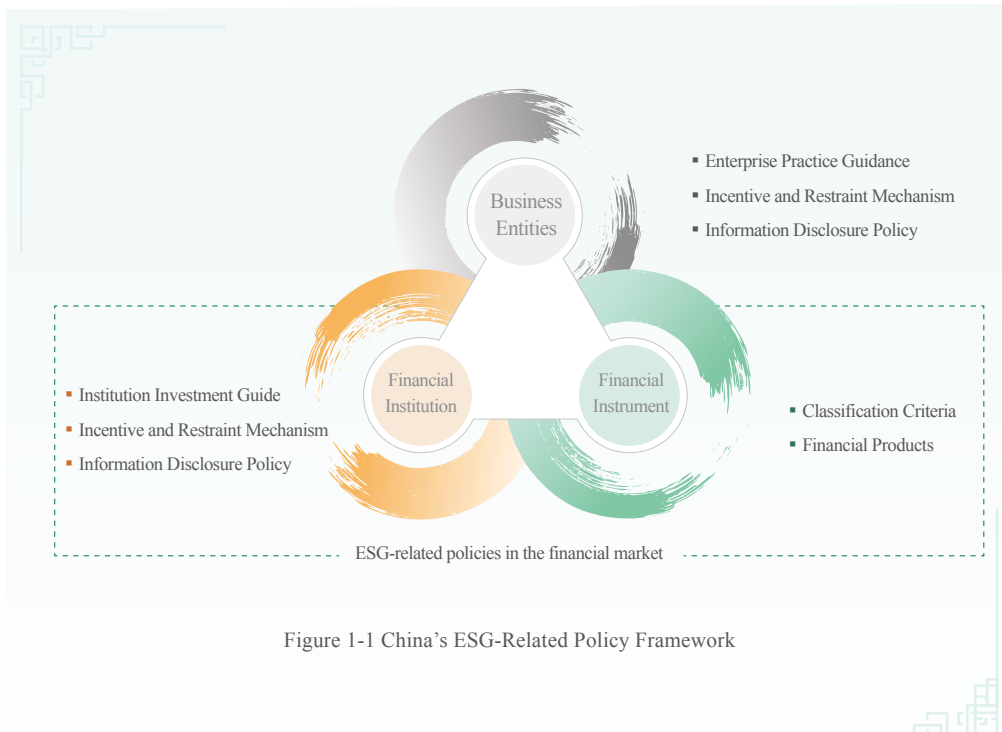 Business
Entities
▪ Enterprise Practice Guidance
▪ Incentive and Restraint Mechanism
▪ Information Disclosure Policy
Financial
Institution
▪ Institution Investment Guide
▪ Incentive and Restraint Mechanism
▪ Information Disclosure Policy
Financial
Instrument
▪ Classification Criteria
▪ Financial Products
ESG-related policies in the financial market
Figure 1-1 China’s ESG-Related Policy Framework